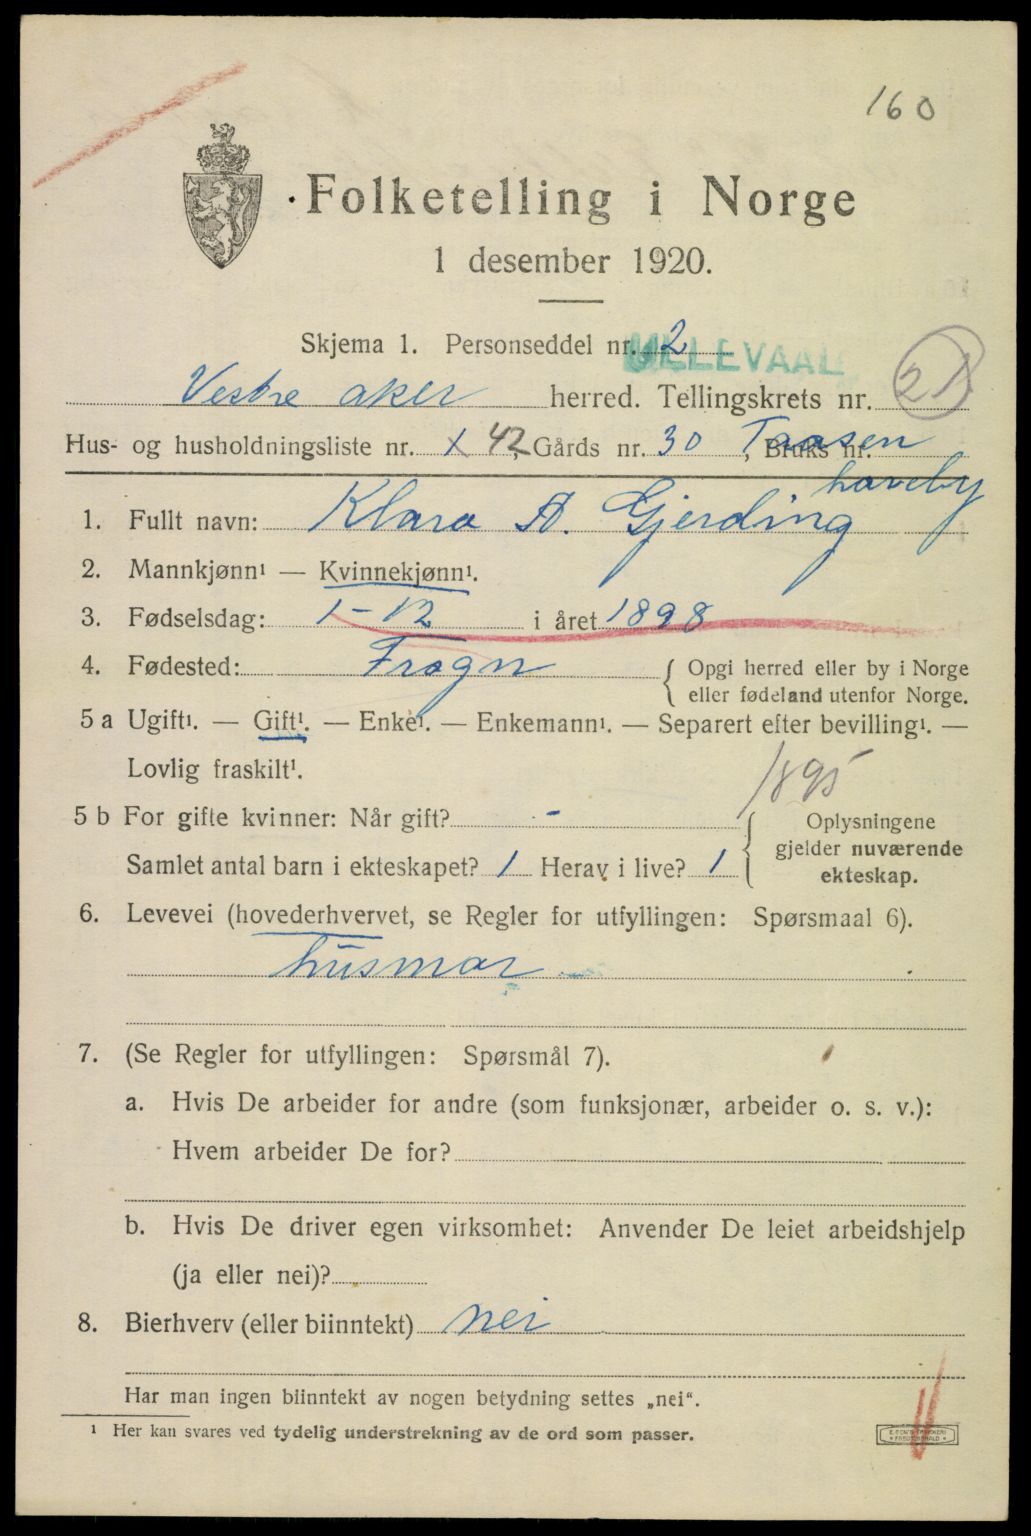 160
Folketelling i Norge
1 desember 1920.
Skjema 1. Personseddel nr. 2
ULLEVAAL
Vestre aker herred. Tellingskrets nr. 21
Hus- og husholdningsliste nr. 42, Gårds nr. 30, Bruks nr. Taasen
haveby
1. Fullt navn: Klara A. Gjerding
2. Mannkjønn¹ — Kvinnekjønn¹.
3. Fødselsdag: 1-12 i året 1898
4. Fødested: Frogn { Opgi herred eller by i Norge
eller fødeland utenfor Norge.
5 a Ugift¹. — Gift¹. — Enke¹. — Enkemann¹. — Separert efter bevilling¹. —
Lovlig fraskilt¹.
1895
5 b For gifte kvinner: Når gift? - { Oplysningene
gjelder nuværende
Samlet antal barn i ekteskapet? 1 Herav i live? 1
ekteskap.
6. Levevei (hovederhvervet, se Regler for utfyllingen: Spørsmaal 6).
husmor
7. (Se Regler for utfyllingen: Spørsmål 7).
a. Hvis De arbeider for andre (som funksjonær, arbeider o. s. v.):
Hvem arbeider De for?
b. Hvis De driver egen virksomhet: Anvender De leiet arbeidshjelp
(ja eller nei)?
8. Bierhverv (eller biinntekt) nei
Har man ingen biinntekt av nogen betydning settes „nei“.
¹ Her kan svares ved tydelig understrekning av de ord som passer.